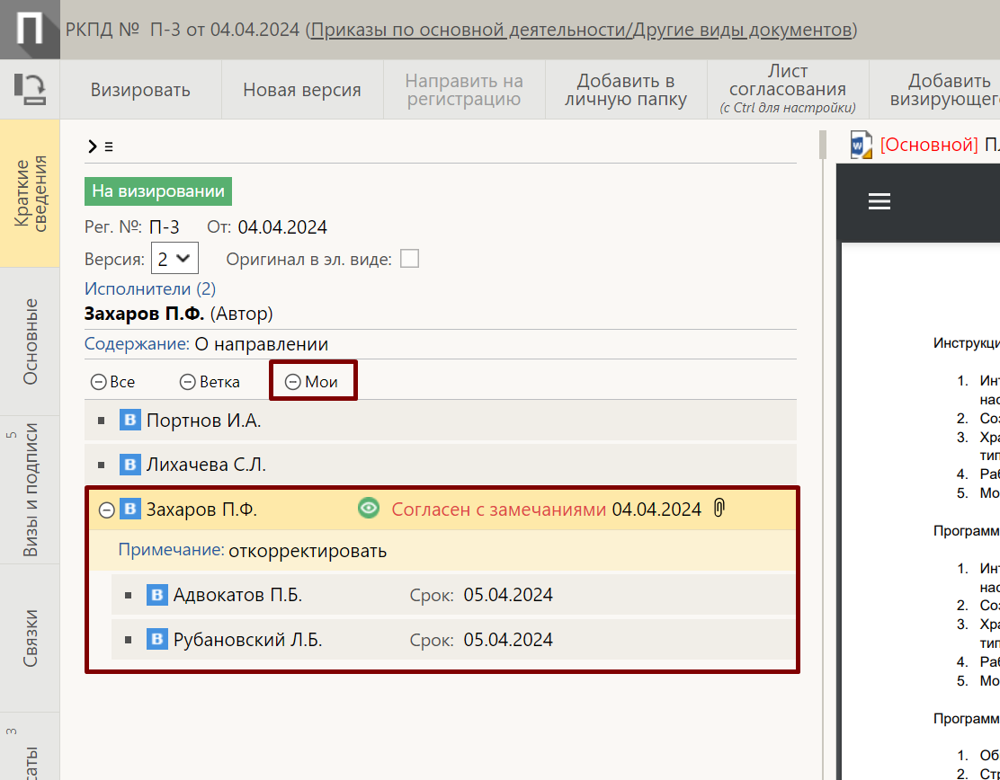 П
РКПД № П-3 от 04.04.2024 (Приказы по основной деятельности/Другие виды документов)
Визировать
Новая версия
Направить на
регистрацию
Добавить в
личную папку
Лист
согласования
(с Ctrl для настройки)
Добавить
визирующег
Краткие
сведения
Основные
5
Визы и подписи
Связки
3
саты
На визировании
Рег. №: П-3 От: 04.04.2024
Версия: 2 Оригинал в эл. виде:
Исполнители (2)
Захаров П.Ф. (Автор)
Содержание: О направлении
Все Ветка Мои
В Портнов И.А.
В Лихачева С.Л.
В Захаров П.Ф. Согласен с замечаниями 04.04.2024
Примечание: откорректировать
В Адвокатов П.Б. Срок: 05.04.2024
В Рубановский Л.Б. Срок: 05.04.2024
W [Основной] Пл
Инструкци
1. Инт
нас
2. Соз
3. Хра
тип
4. Раб
5. Мо
Программ
1. Инт
нас
2. Соз
3. Хра
тип
4. Раб
5. Мо
Программ
1. Об
2. Стр